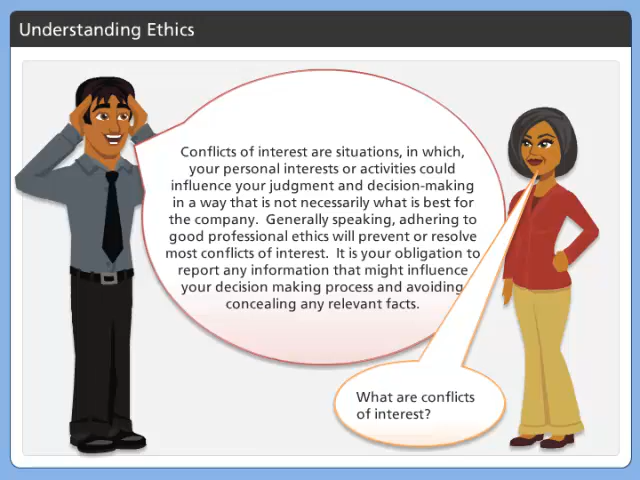 Understanding Ethics
Conflicts of interest are situations, in which,
your personal interests or activities could
influence your judgment and decision-making
in a way that is not necessarily what is best for
the company.  Generally speaking, adhering to
good professional ethics will prevent or resolve
most conflicts of interest.  It is your obligation to
report any information that might influence
your decision making process and avoiding
concealing any relevant facts.
What are conflicts
of interest?